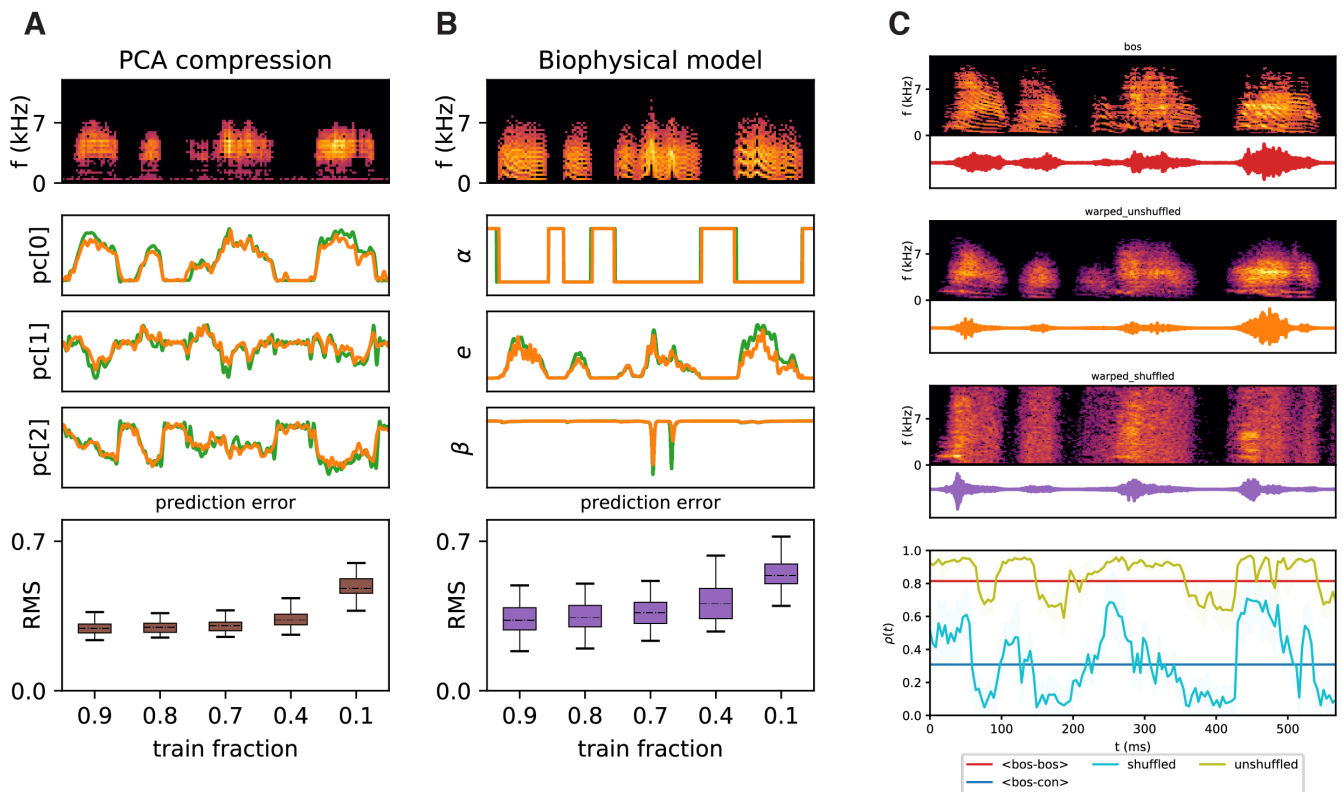 A
PCA compression
f (kHz)
7
0
pc[0]
pc[1]
pc[2]
prediction error
RMS
0.7
0.0
0.9 0.8 0.7 0.4 0.1
train fraction
B
Biophysical model
f (kHz)
7
0
α
e
β
prediction error
RMS
0.7
0.0
0.9 0.8 0.7 0.4 0.1
train fraction
C
bos
f (kHz)
7
0
warped_unshuffled
f (kHz)
7
0
warped_shuffled
f (kHz)
7
0
ρ(t)
1.0
0.8
0.6
0.4
0.2
0.0
0 100 200 300 400 500
t (ms)
<bos-bos> shuffled unshuffled
<bos-con>